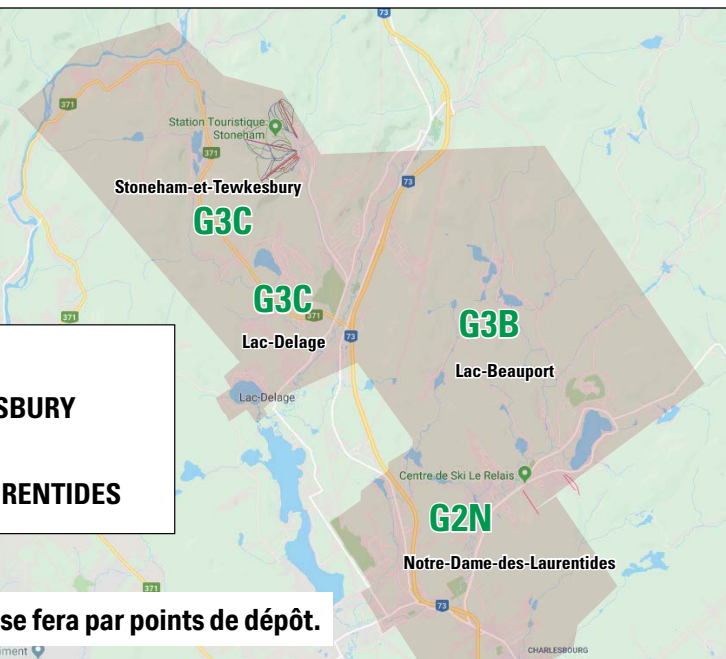 73
371
Station Touristique
Stoneham
371
Stoneham-et-Tewkesbury
73
G3C
G3C
371
Lac-Delage
73
G3B
Lac-Beauport
371
SBURY
RENTIDES
Lac-Delage
Centre de Ski Le Relais
G2N
Notre-Dame-des-Laurentides
371
73
se fera par points de dépôt.
iment
CHARLESBOURG